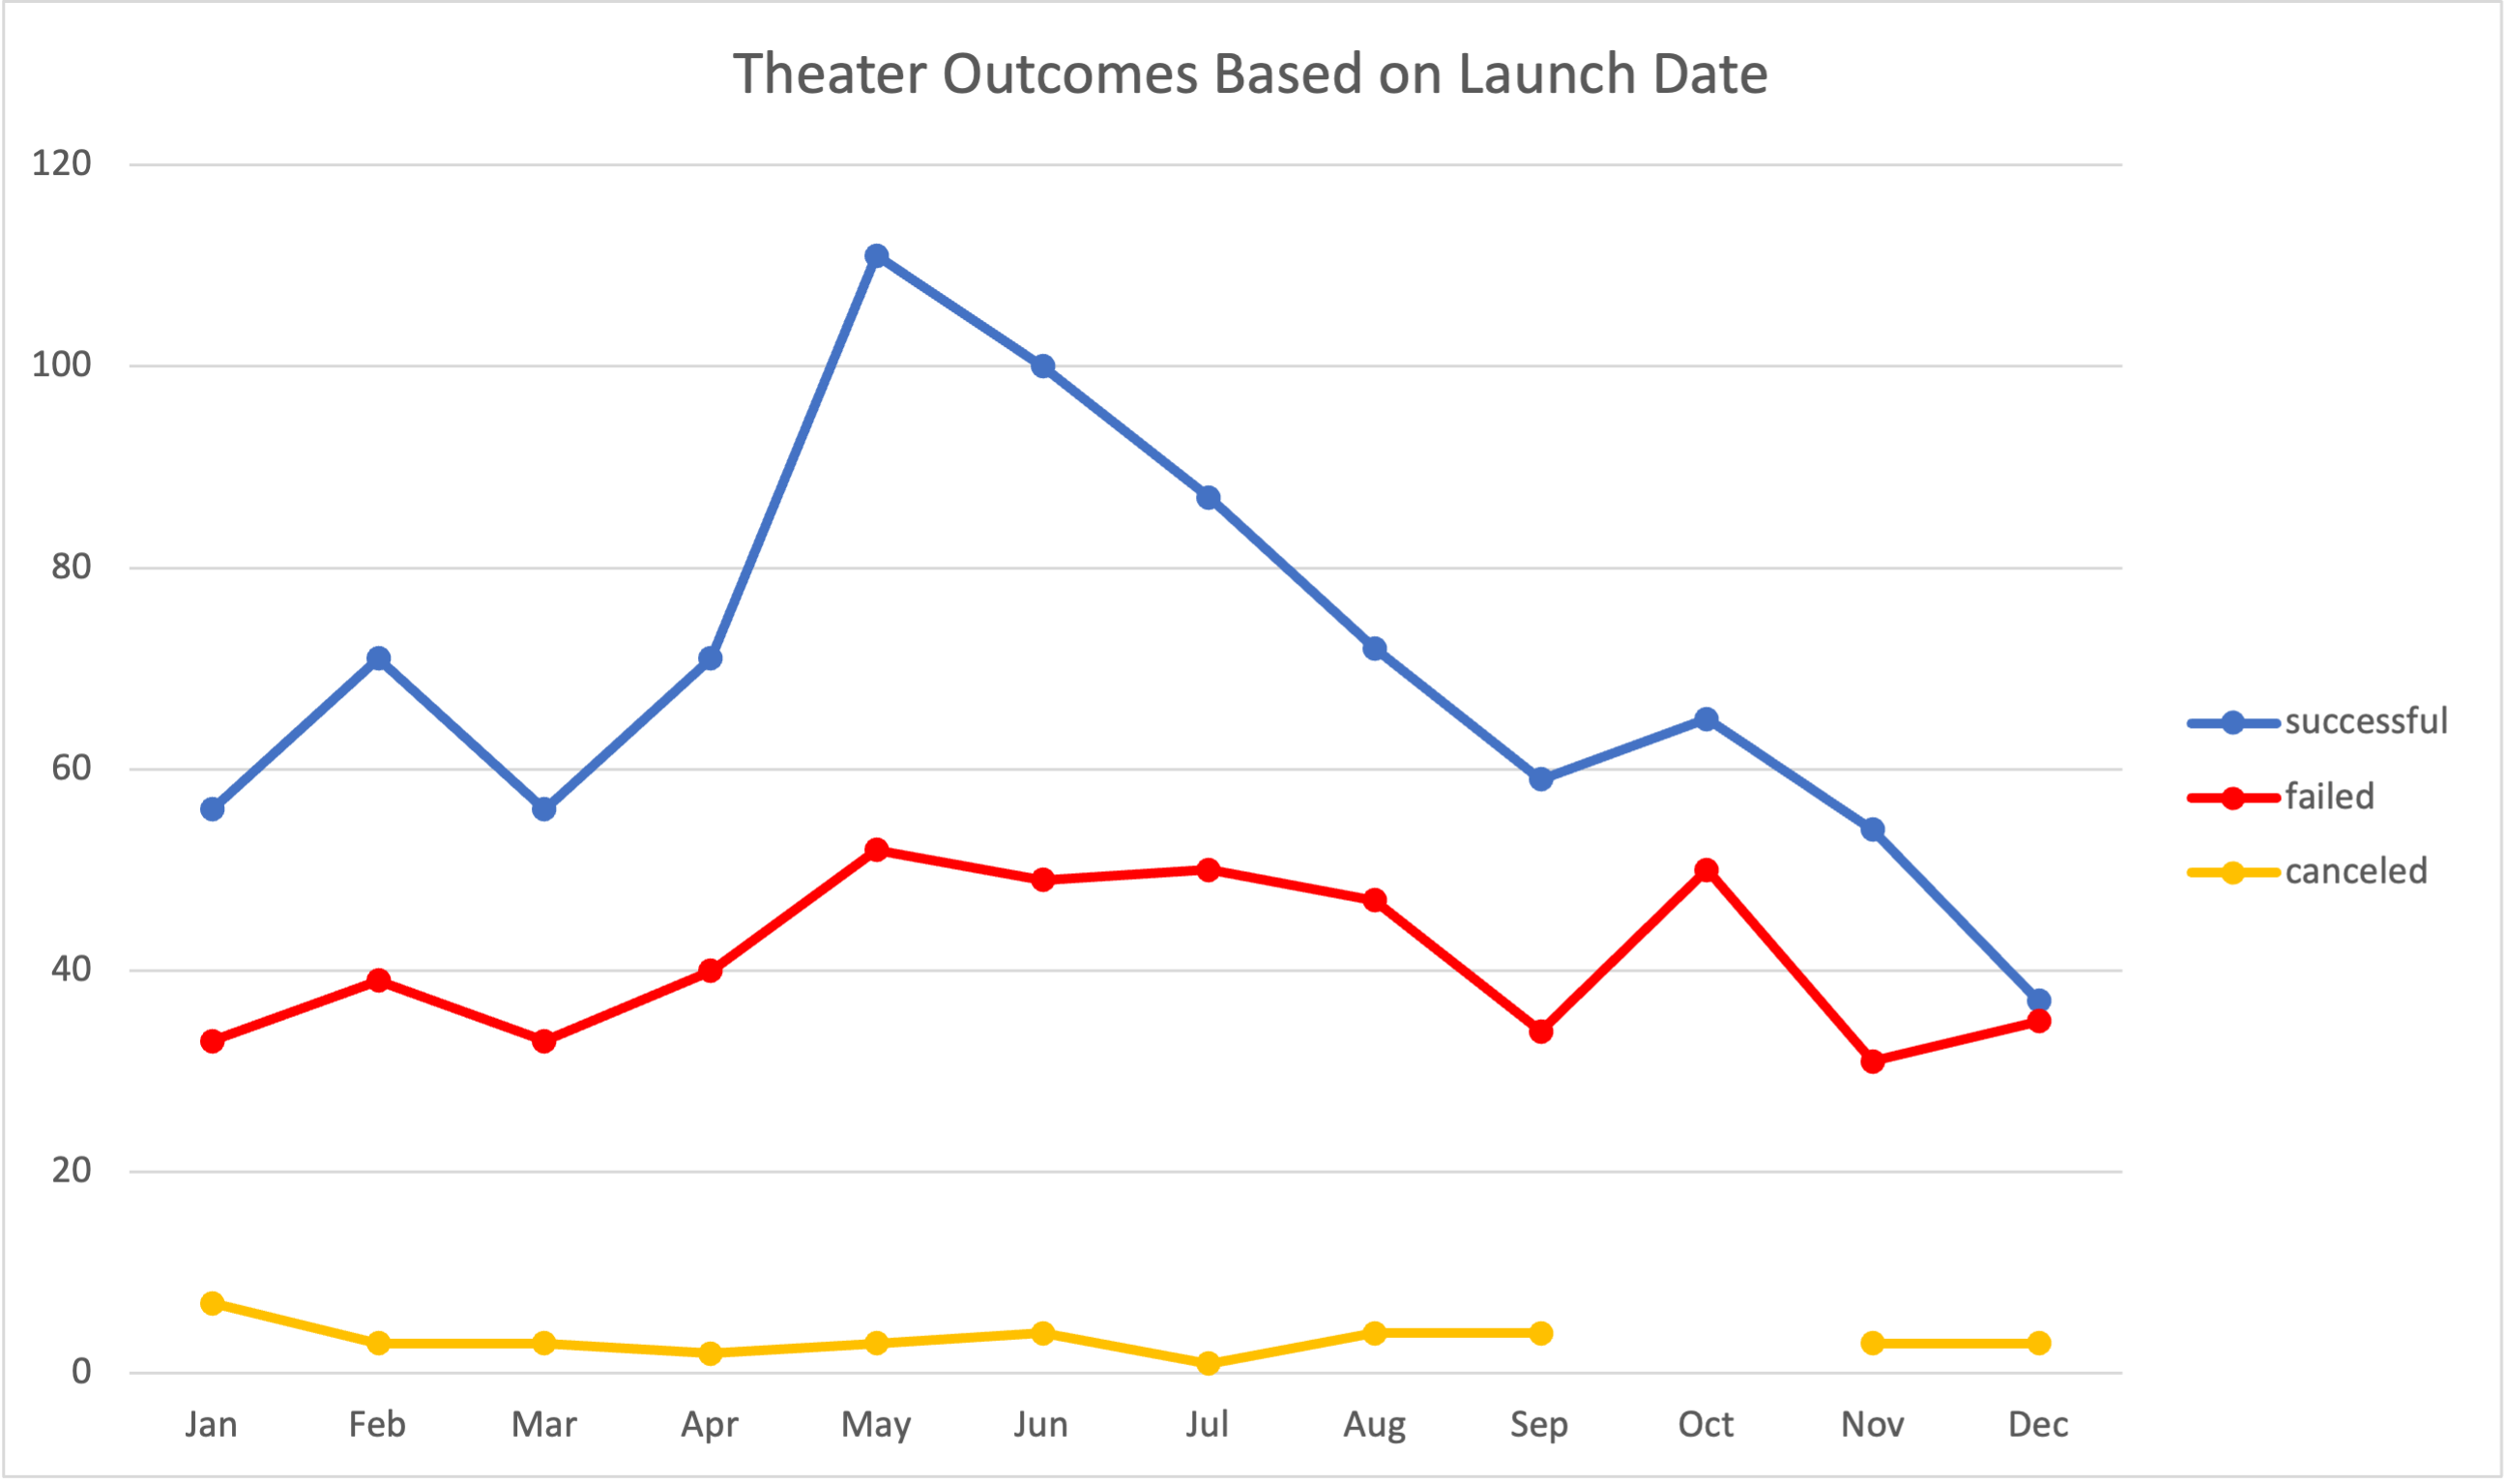 Theater Outcomes Based on Launch Date
120
100
80
60
40
20
0
Jan Feb Mar Apr May Jun Jul Aug Sep Oct Nov Dec
successful
failed
canceled